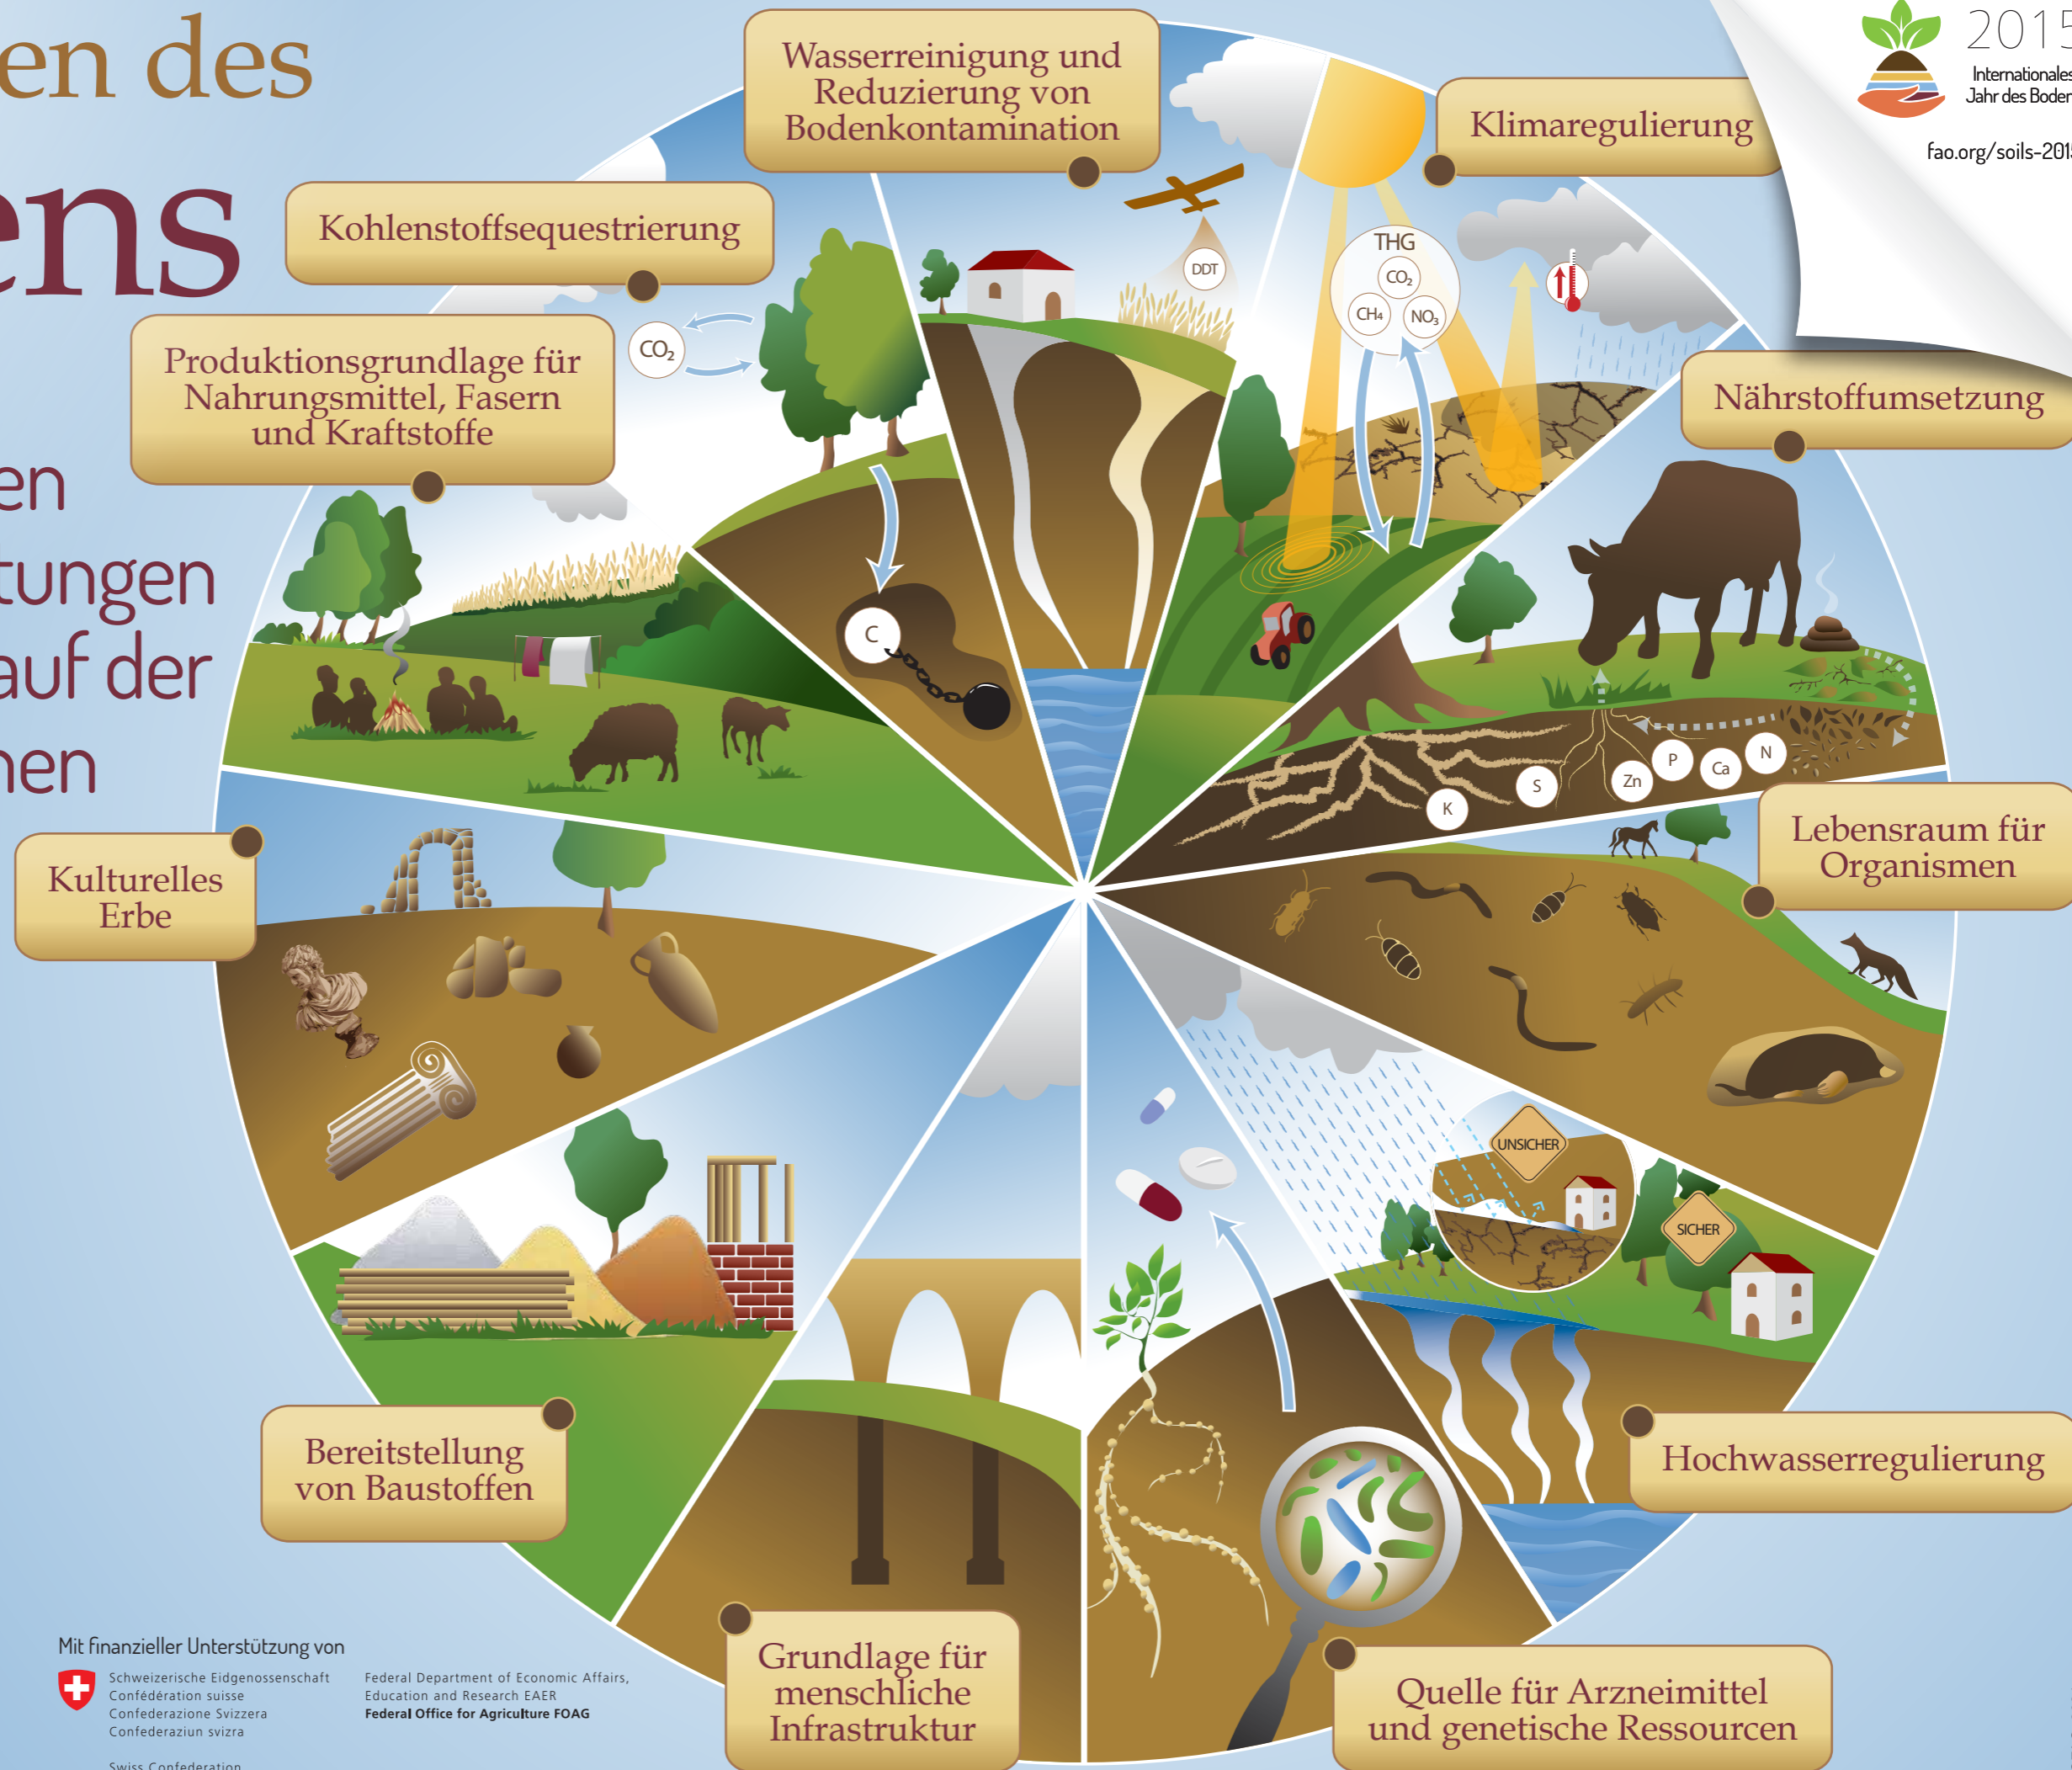 en des
ens
en
tungen
auf der
nen
2015
Internationales
Jahr des Boden
fao.org/soils-2015
Wasserreinigung und
Reduzierung von
Bodenkontamination
Klimaregulierung
Kohlenstoffsequestrierung
Nährstoffumsetzung
Produktionsgrundlage für
Nahrungsmittel, Fasern
und Kraftstoffe
DDT
THG
CO₂
CH₄
NO₃
CO₂
C
K
S
Zn
P
Ca
N
Kulturelles
Erbe
Lebensraum für
Organismen
UNSICHER
SICHER
Bereitstellung
von Baustoffen
Hochwasserregulierung
Grundlage für
menschliche
Infrastruktur
Quelle für Arzneimittel
und genetische Ressourcen
Mit finanzieller Unterstützung von
Schweizerische Eidgenossenschaft
Confédération suisse
Confederazione Svizzera
Confederaziun svizra
Swiss Confederation
Federal Department of Economic Affairs,
Education and Research EAER
Federal Office for Agriculture FOAG